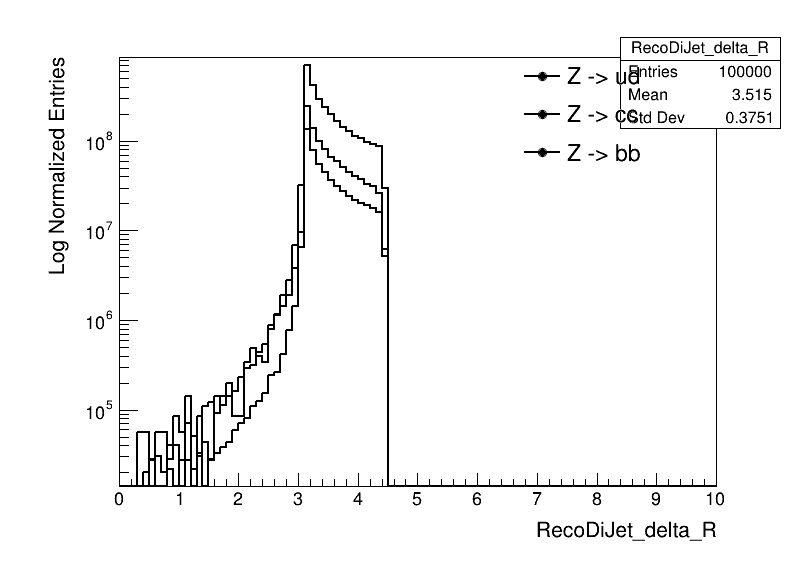 RecoDiJet_delta_R
Entries 100000
Mean 3.515
Std Dev 0.3751
Z -> ud
Z -> cc
Z -> bb
Log Normalized Entries
10^8
10^7
10^6
10^5
0 1 2 3 4 5 6 7 8 9 10
RecoDiJet_delta_R